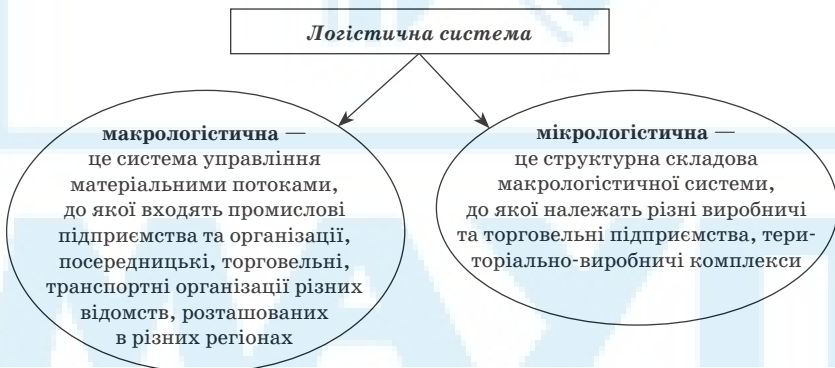 Логістична система
макрологістична —
це система управління
матеріальними потоками,
до якої входять промислові
підприємства та організації,
посередницькі, торговельні,
транспортні організації різних
відомств, розташованих
в різних регіонах
мікрологістична —
це структурна складова
макрологістичної системи,
до якої належать різні виробничі
та торговельні підприємства, тери-
торіально-виробничі комплекси